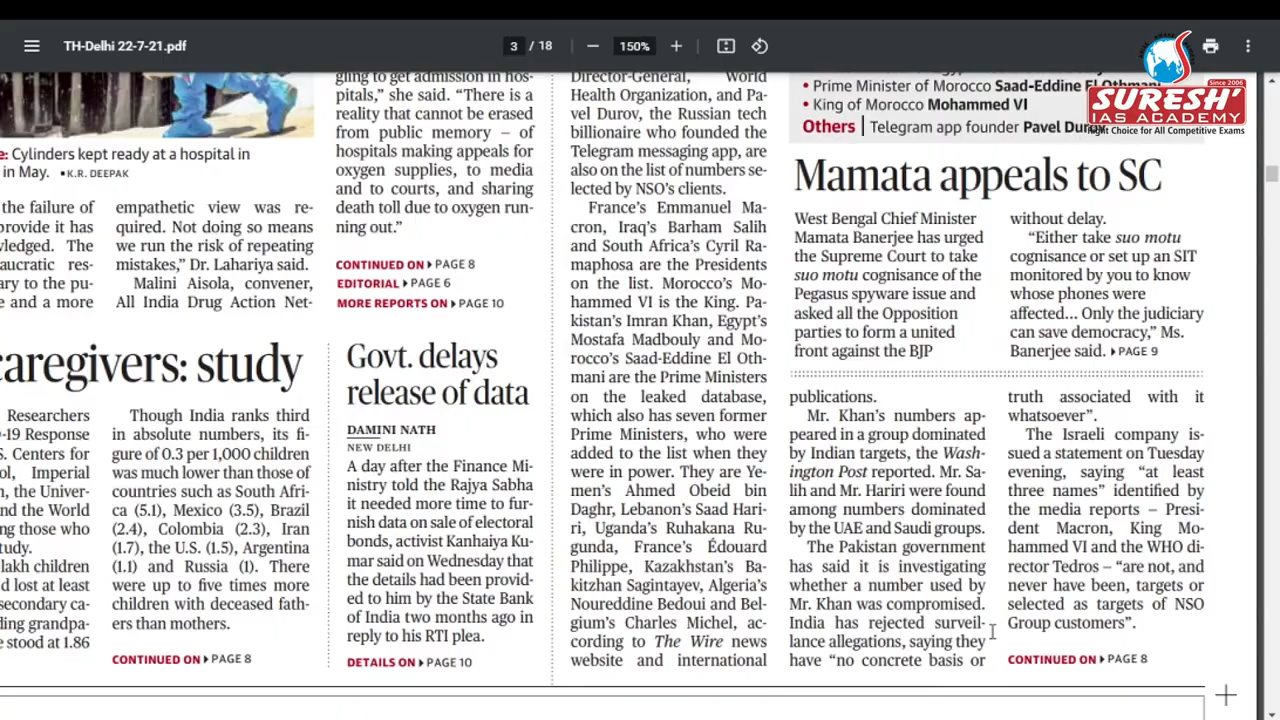 TH-Delhi 22-7-21.pdf
3 / 18
150%
Since 2006
SURESH'
IAS ACADEMY
Right Choice for All Competitive Exams
e: Cylinders kept ready at a hospital in
in May. ▪K.R. DEEPAK
the failure of
provide it has
ledged. The
aucratic res-
ary to the pu-
e and a more
empathetic view was re-
quired. Not doing so means
we run the risk of repeating
mistakes,” Dr. Lahariya said.
Malini Aisola, convener,
All India Drug Action Net-
gling to get admission in hos-
pitals,” she said. “There is a
reality that cannot be erased
from public memory – of
hospitals making appeals for
oxygen supplies, to media
and to courts, and sharing
death toll due to oxygen run-
ning out.”
CONTINUED ON ▸ PAGE 8
EDITORIAL ▸ PAGE 6
MORE REPORTS ON ▸ PAGE 10
caregivers: study
Researchers
-19 Response
S. Centers for
ol, Imperial
n, the Univer-
nd the World
ng those who
study.
lakh children
d lost at least
secondary ca-
ding grandpa-
e stood at 1.86
Though India ranks third
in absolute numbers, its fi-
gure of 0.3 per 1,000 children
was much lower than those of
countries such as South Afri-
ca (5.1), Mexico (3.5), Brazil
(2.4), Colombia (2.3), Iran
(1.7), the U.S. (1.5), Argentina
(1.1) and Russia (1). There
were up to five times more
children with deceased fath-
ers than mothers.
CONTINUED ON ▸ PAGE 8
Govt. delays
release of data
DAMINI NATH
NEW DELHI
A day after the Finance Mi-
nistry told the Rajya Sabha
it needed more time to fur-
nish data on sale of electoral
bonds, activist Kanhaiya Ku-
mar said on Wednesday that
the details had been provid-
ed to him by the State Bank
of India two months ago in
reply to his RTI plea.
DETAILS ON ▸ PAGE 10
Director-General, World
Health Organization, and Pa-
vel Durov, the Russian tech
billionaire who founded the
Telegram messaging app, are
also on the list of numbers se-
lected by NSO’s clients.
France’s Emmanuel Ma-
cron, Iraq’s Barham Salih
and South Africa’s Cyril Ra-
maphosa are the Presidents
on the list. Morocco’s Mo-
hammed VI is the King. Pa-
kistan’s Imran Khan, Egypt’s
Mostafa Madbouly and Mo-
rocco’s Saad-Eddine El Oth-
mani are the Prime Ministers
on the leaked database,
which also has seven former
Prime Ministers, who were
added to the list when they
were in power. They are Ye-
men’s Ahmed Obeid bin
Daghr, Lebanon’s Saad Hari-
ri, Uganda’s Ruhakana Ru-
gunda, France’s Édouard
Philippe, Kazakhstan’s Ba-
kitzhan Sagintayev, Algeria’s
Noureddine Bedoui and Bel-
gium’s Charles Michel, ac-
cording to The Wire news
website and international
• Prime Minister of Morocco Saad-Eddine El Othmani
• King of Morocco Mohammed VI
Others | Telegram app founder Pavel Durov
Mamata appeals to SC
West Bengal Chief Minister
Mamata Banerjee has urged
the Supreme Court to take
suo motu cognisance of the
Pegasus spyware issue and
asked all the Opposition
parties to form a united
front against the BJP
without delay.
“Either take suo motu
cognisance or set up an SIT
monitored by you to know
whose phones were
affected... Only the judiciary
can save democracy,” Ms.
Banerjee said. ▸ PAGE 9
publications.
Mr. Khan’s numbers ap-
peared in a group dominated
by Indian targets, the Wash-
ington Post reported. Mr. Sa-
lih and Mr. Hariri were found
among numbers dominated
by the UAE and Saudi groups.
The Pakistan government
has said it is investigating
whether a number used by
Mr. Khan was compromised.
India has rejected surveil-
lance allegations, saying they
have “no concrete basis or
truth associated with it
whatsoever”.
The Israeli company is-
sued a statement on Tuesday
evening, saying “at least
three names” identified by
the media reports – Presi-
dent Macron, King Mo-
hammed VI and the WHO di-
rector Tedros – “are not, and
never have been, targets or
selected as targets of NSO
Group customers”.
CONTINUED ON ▸ PAGE 8